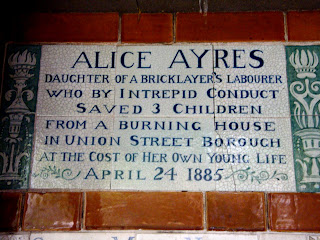 ALICE AYRES
DAUGHTER OF A BRICKLAYER'S LABOURER
WHO BY INTREPID CONDUCT
SAVED 3 CHILDREN
FROM A BURNING HOUSE
IN UNION STREET BOROUGH
AT THE COST OF HER OWN YOUNG LIFE
APRIL 24 1885